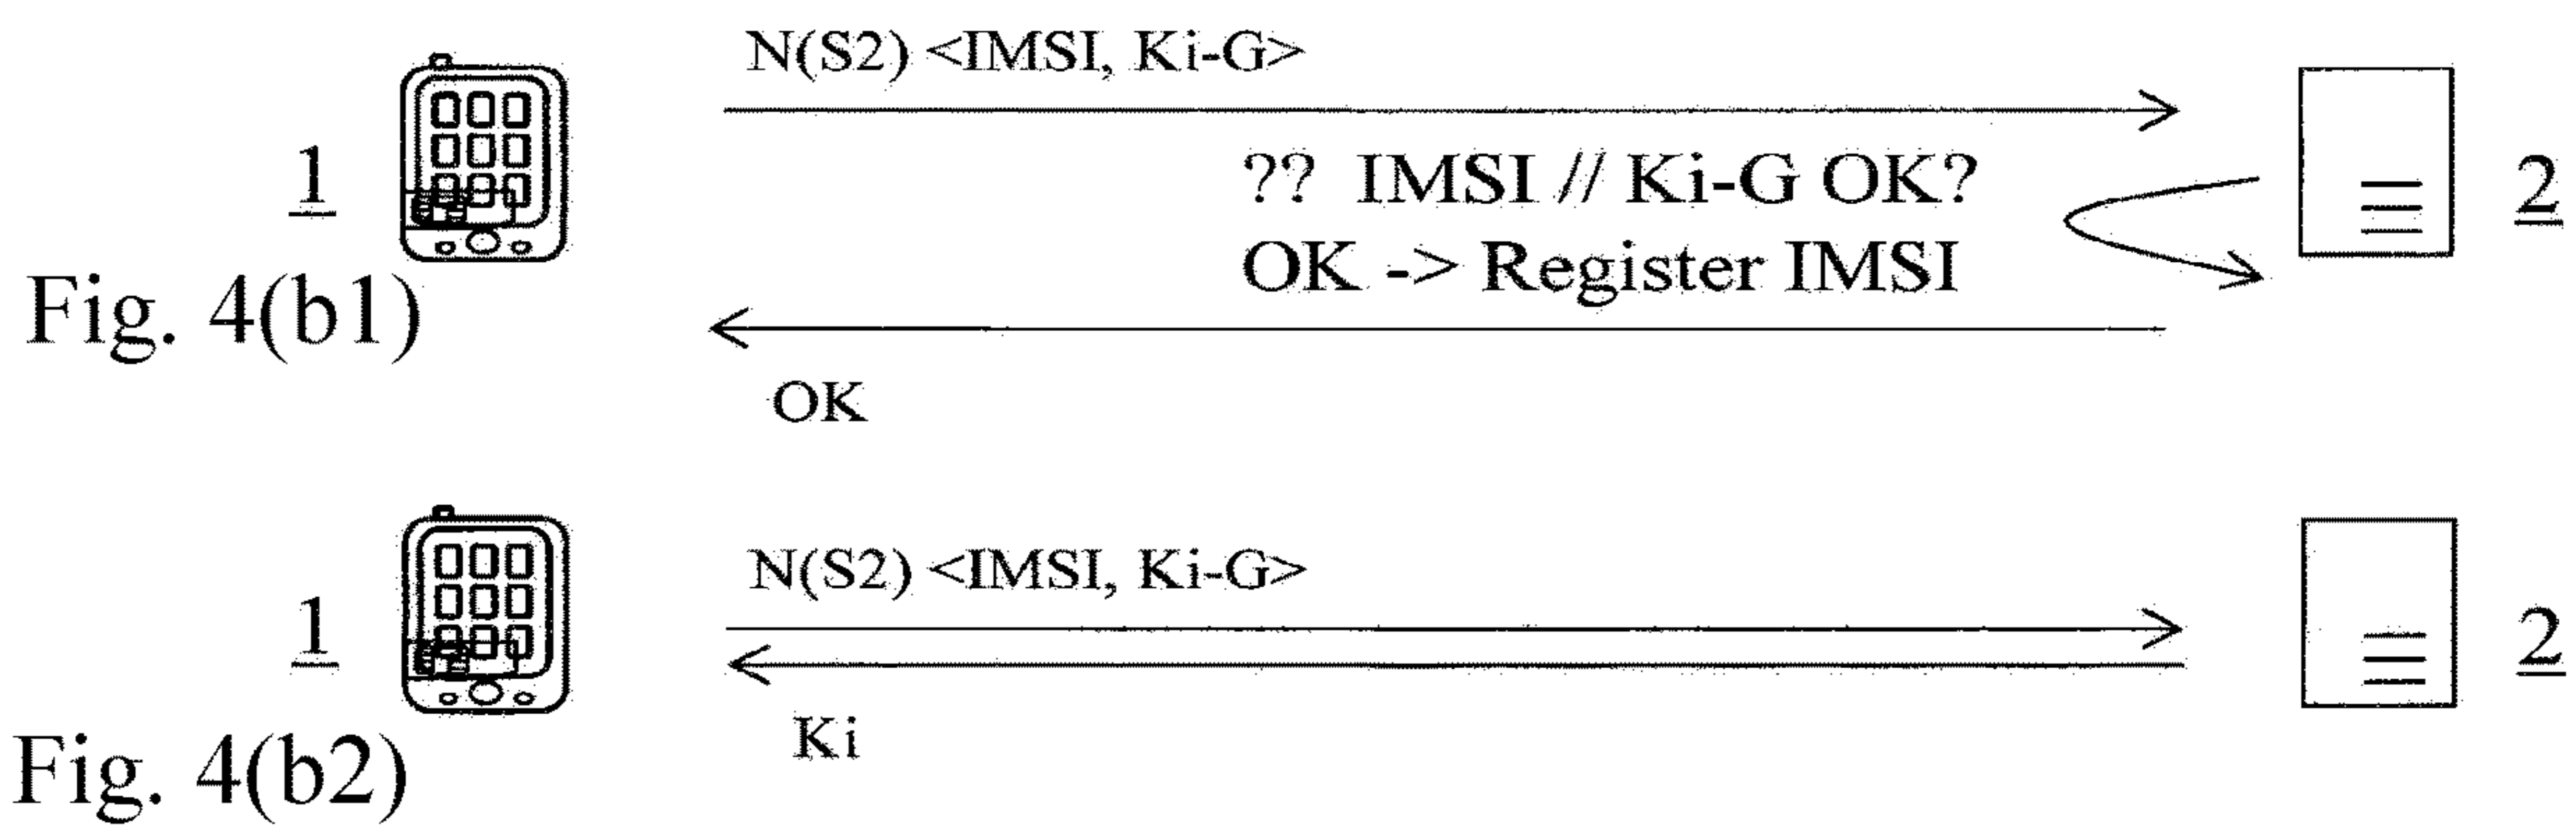 N(S2) <IMSI, Ki-G>
?? IMSI // Ki-G OK?
1
2
OK -> Register IMSI
Fig. 4(b1)
OK
N(S2) <IMSI, Ki-G>
1
2
Ki
Fig. 4(b2)